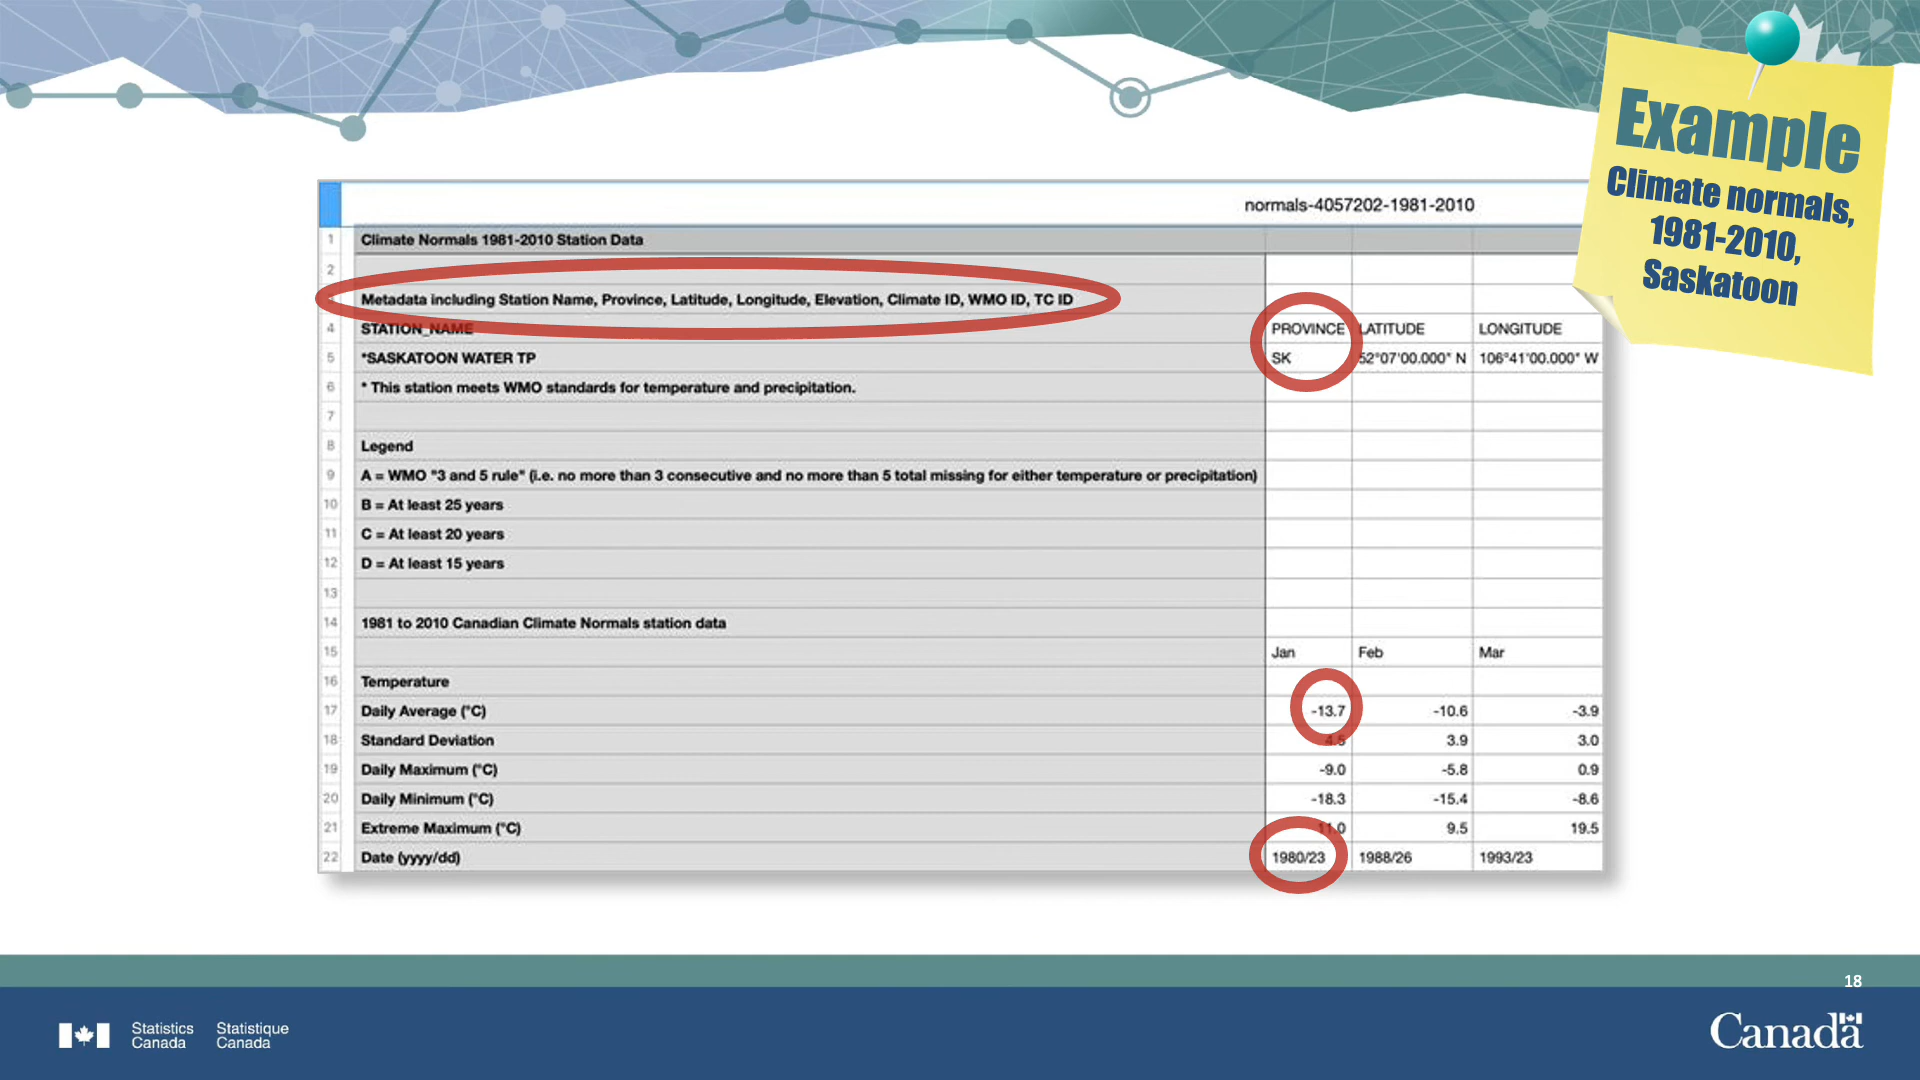 Example
Climate normals,
1981-2010,
Saskatoon
normals-4057202-1981-2010
1 Climate Normals 1981-2010 Station Data
2
Metadata including Station Name, Province, Latitude, Longitude, Elevation, Climate ID, WMO ID, TC ID
4 STATION_NAME PROVINCE LATITUDE LONGITUDE
5 *SASKATOON WATER TP SK 52°07'00.000" N 106°41'00.000" W
6 * This station meets WMO standards for temperature and precipitation.
7
8 Legend
9 A = WMO "3 and 5 rule" (i.e. no more than 3 consecutive and no more than 5 total missing for either temperature or precipitation)
10 B = At least 25 years
11 C = At least 20 years
12 D = At least 15 years
13
14 1981 to 2010 Canadian Climate Normals station data
15 Jan Feb Mar
16 Temperature
17 Daily Average (°C) -13.7 -10.6 -3.9
18 Standard Deviation 4.5 3.9 3.0
19 Daily Maximum (°C) -9.0 -5.8 0.9
20 Daily Minimum (°C) -18.3 -15.4 -8.6
21 Extreme Maximum (°C) 11.0 9.5 19.5
22 Date (yyyy/dd) 1980/23 1988/26 1993/23
18
Statistics Statistique
Canada Canada
Canada